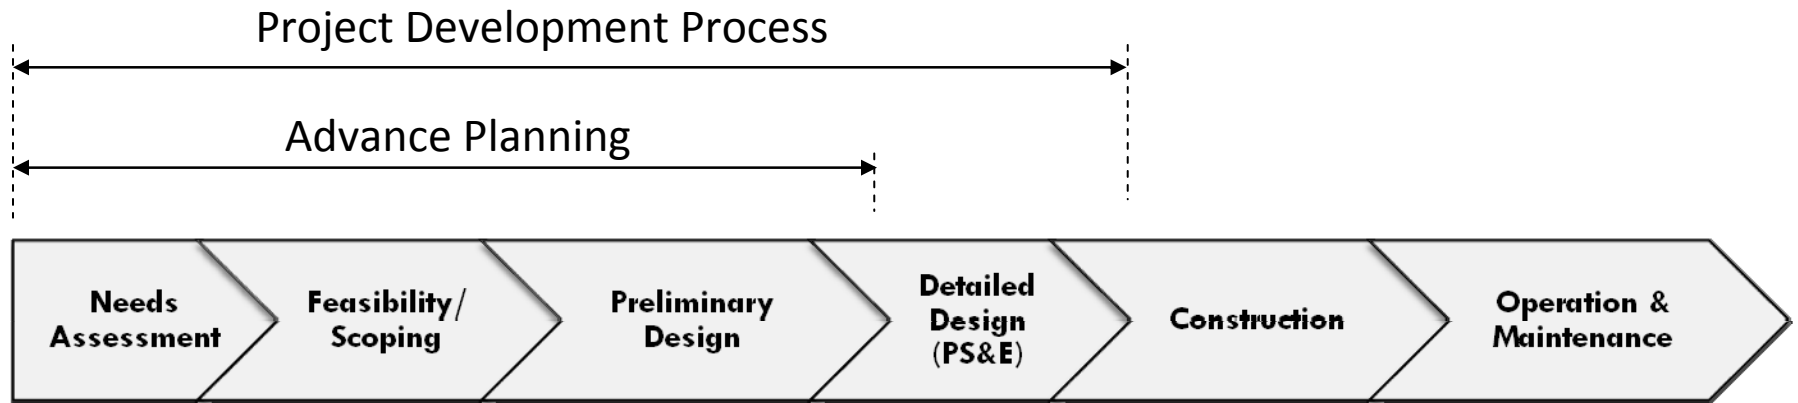 Project Development Process
Advance Planning
Needs
Assessment
Feasibility/
Scoping
Preliminary
Design
Detailed
Design
(PS&E)
Construction
Operation &
Maintenance